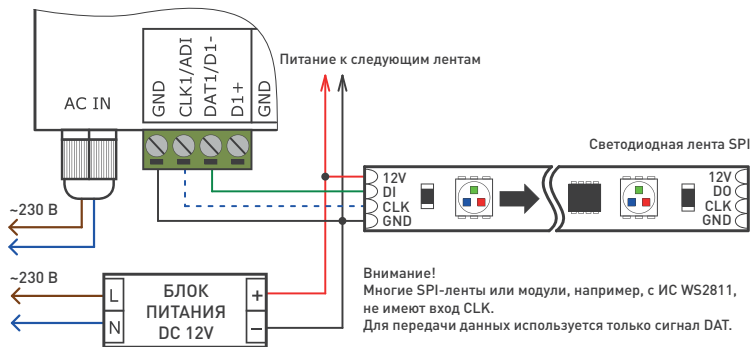 Питание к следующим лентам
AC IN
GND
CLK1/ADI
DAT1/D1-
D1+
GND
Светодиодная лента SPI
12V
DI
CLK
GND
12V
DO
CLK
GND
~230 В
~230 В
L
N
БЛОК
ПИТАНИЯ
DC 12V
+
–
Внимание!
Многие SPI-ленты или модули, например, с ИС WS2811,
не имеют вход CLK.
Для передачи данных используется только сигнал DAT.